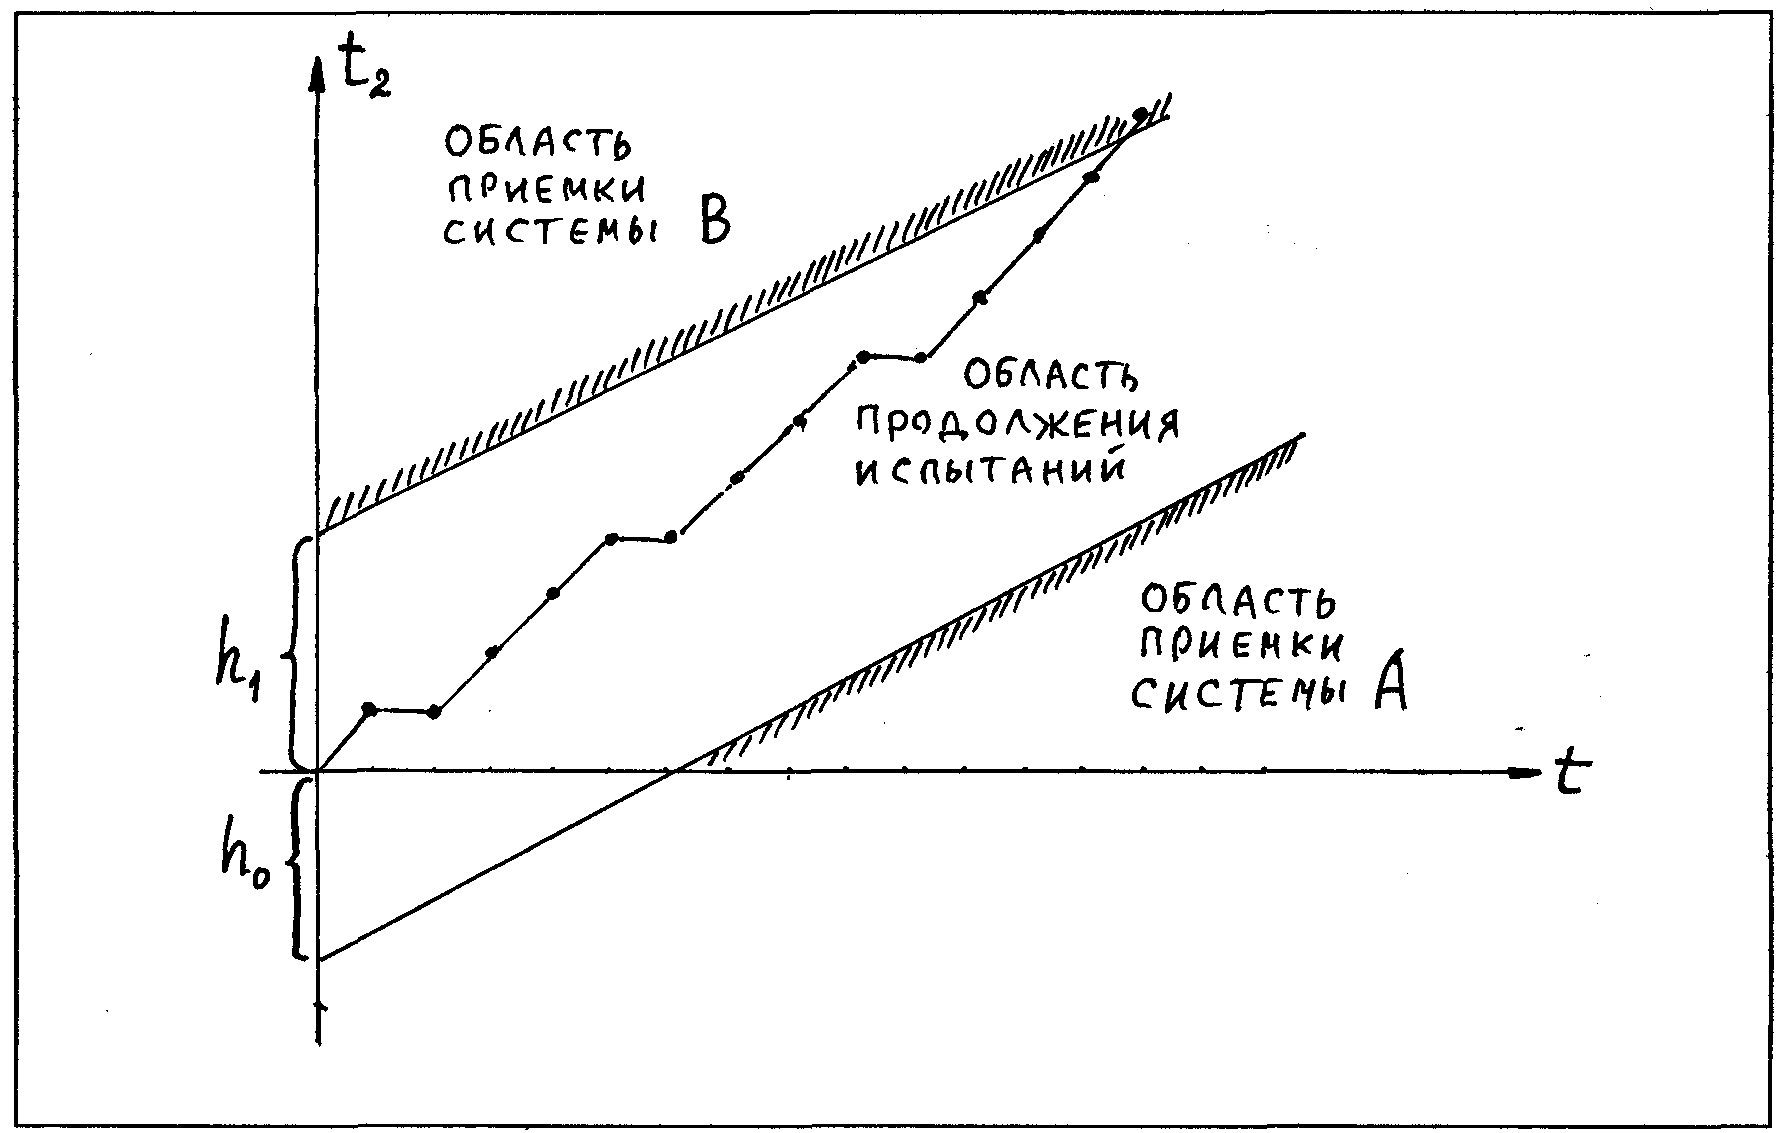 t₂
ОБЛАСТЬ
ПРИЕМКИ
СИСТЕМЫ В
ОБЛАСТЬ
ПРОДОЛЖЕНИЯ
ИСПЫТАНИЙ
h₁
ОБЛАСТЬ
ПРИЕМКИ
СИСТЕМЫ А
t
h₀